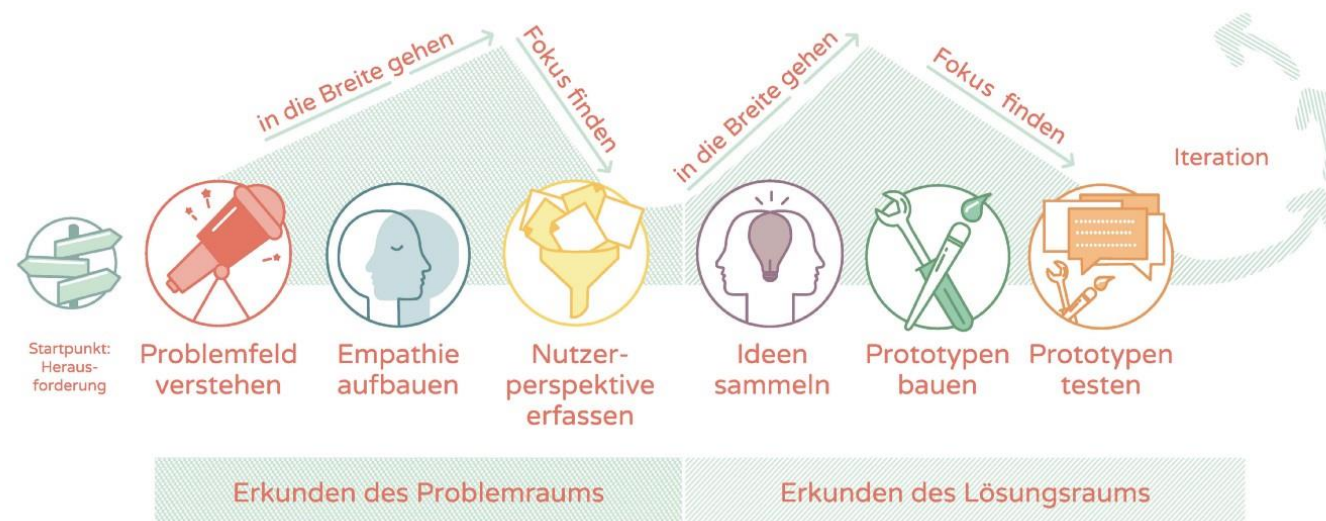 in die Breite gehen
Fokus finden
in die Breite gehen
Fokus finden
Iteration
Startpunkt:
Heraus-
forderung
Problemfeld
verstehen
Empathie
aufbauen
Nutzer-
perspektive
erfassen
Ideen
sammeln
Prototypen
bauen
Prototypen
testen
Erkunden des Problemraums
Erkunden des Lösungsraums